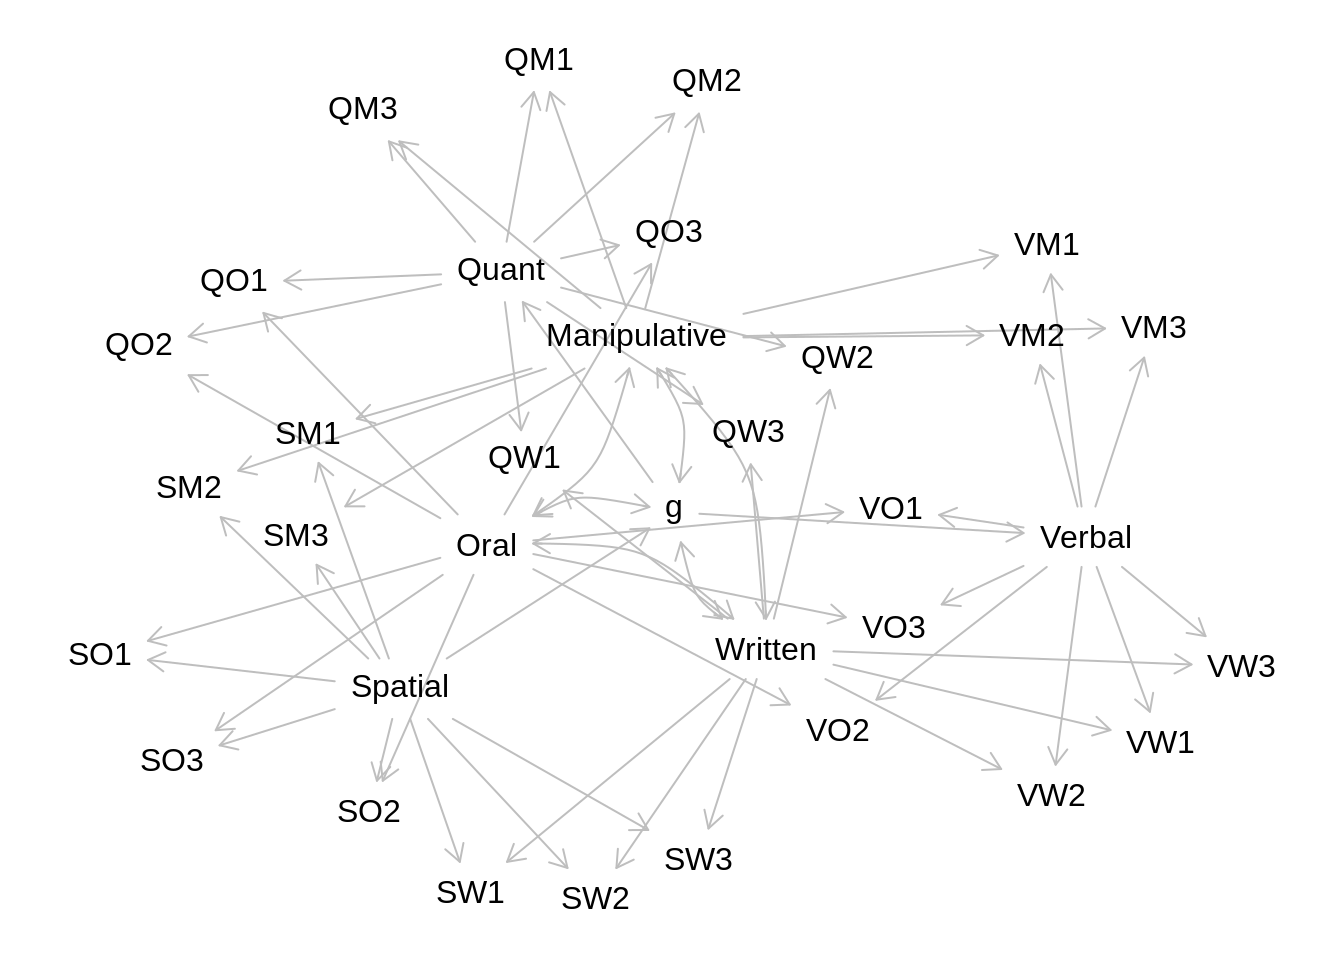 QM1
QM2
QM3
QO3
VM1
Quant
QO1
VM3
Manipulative
VM2
QO2
QW2
SM1
QW3
QW1
SM2
g
VO1
SM3
Verbal
Oral
VO3
Written
SO1
VW3
Spatial
VO2
VW1
SO3
VW2
SO2
SW3
SW1
SW2